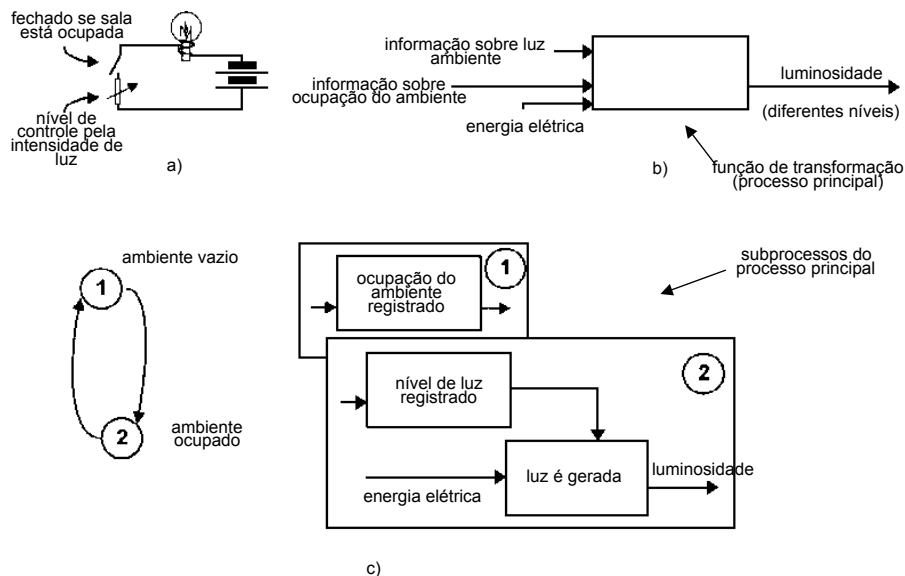 fechado se sala
está ocupada
nível de
controle pela
intensidade de
luz
a)
informação sobre luz
ambiente
informação sobre
ocupação do ambiente
energia elétrica
luminosidade
(diferentes níveis)
b)
função de transformação
(processo principal)
ambiente vazio
1
2
ambiente
ocupado
ocupação do
ambiente
registrado
1
subprocessos do
processo principal
nível de luz
registrado
2
energia elétrica
luz é gerada
luminosidade
c)